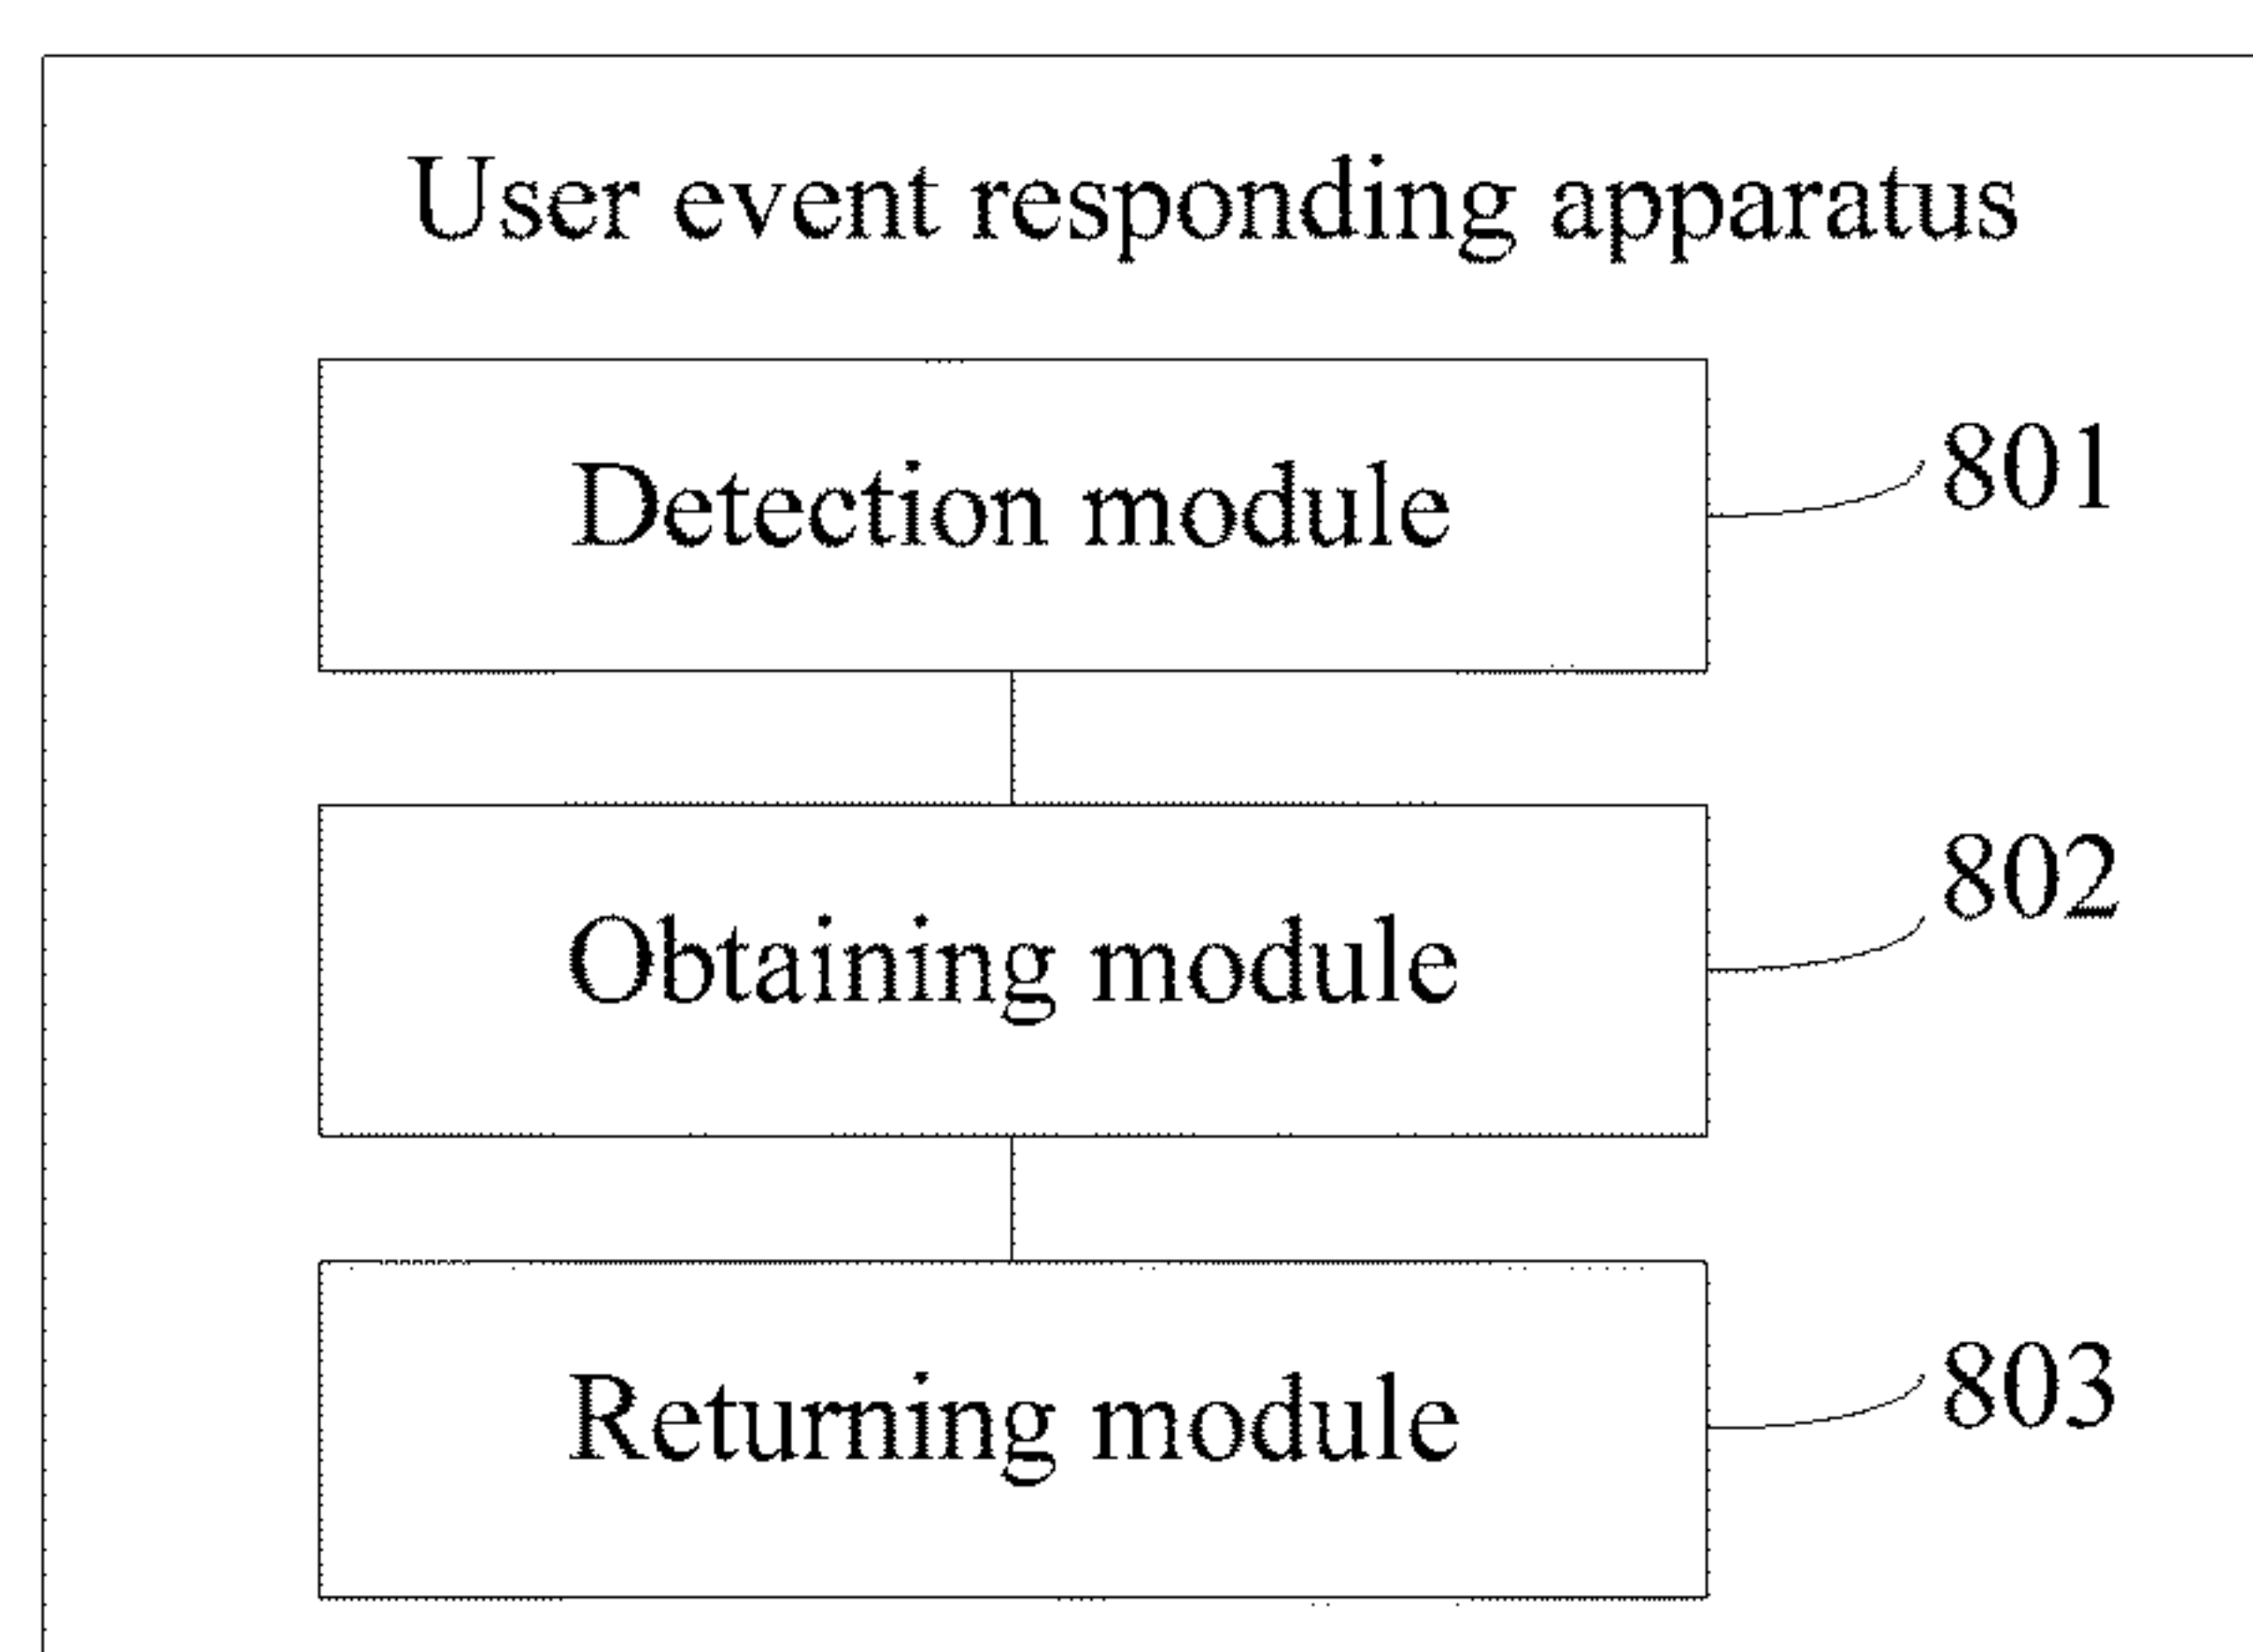 User event responding apparatus
Detection module
801
Obtaining module
802
Returning module
803